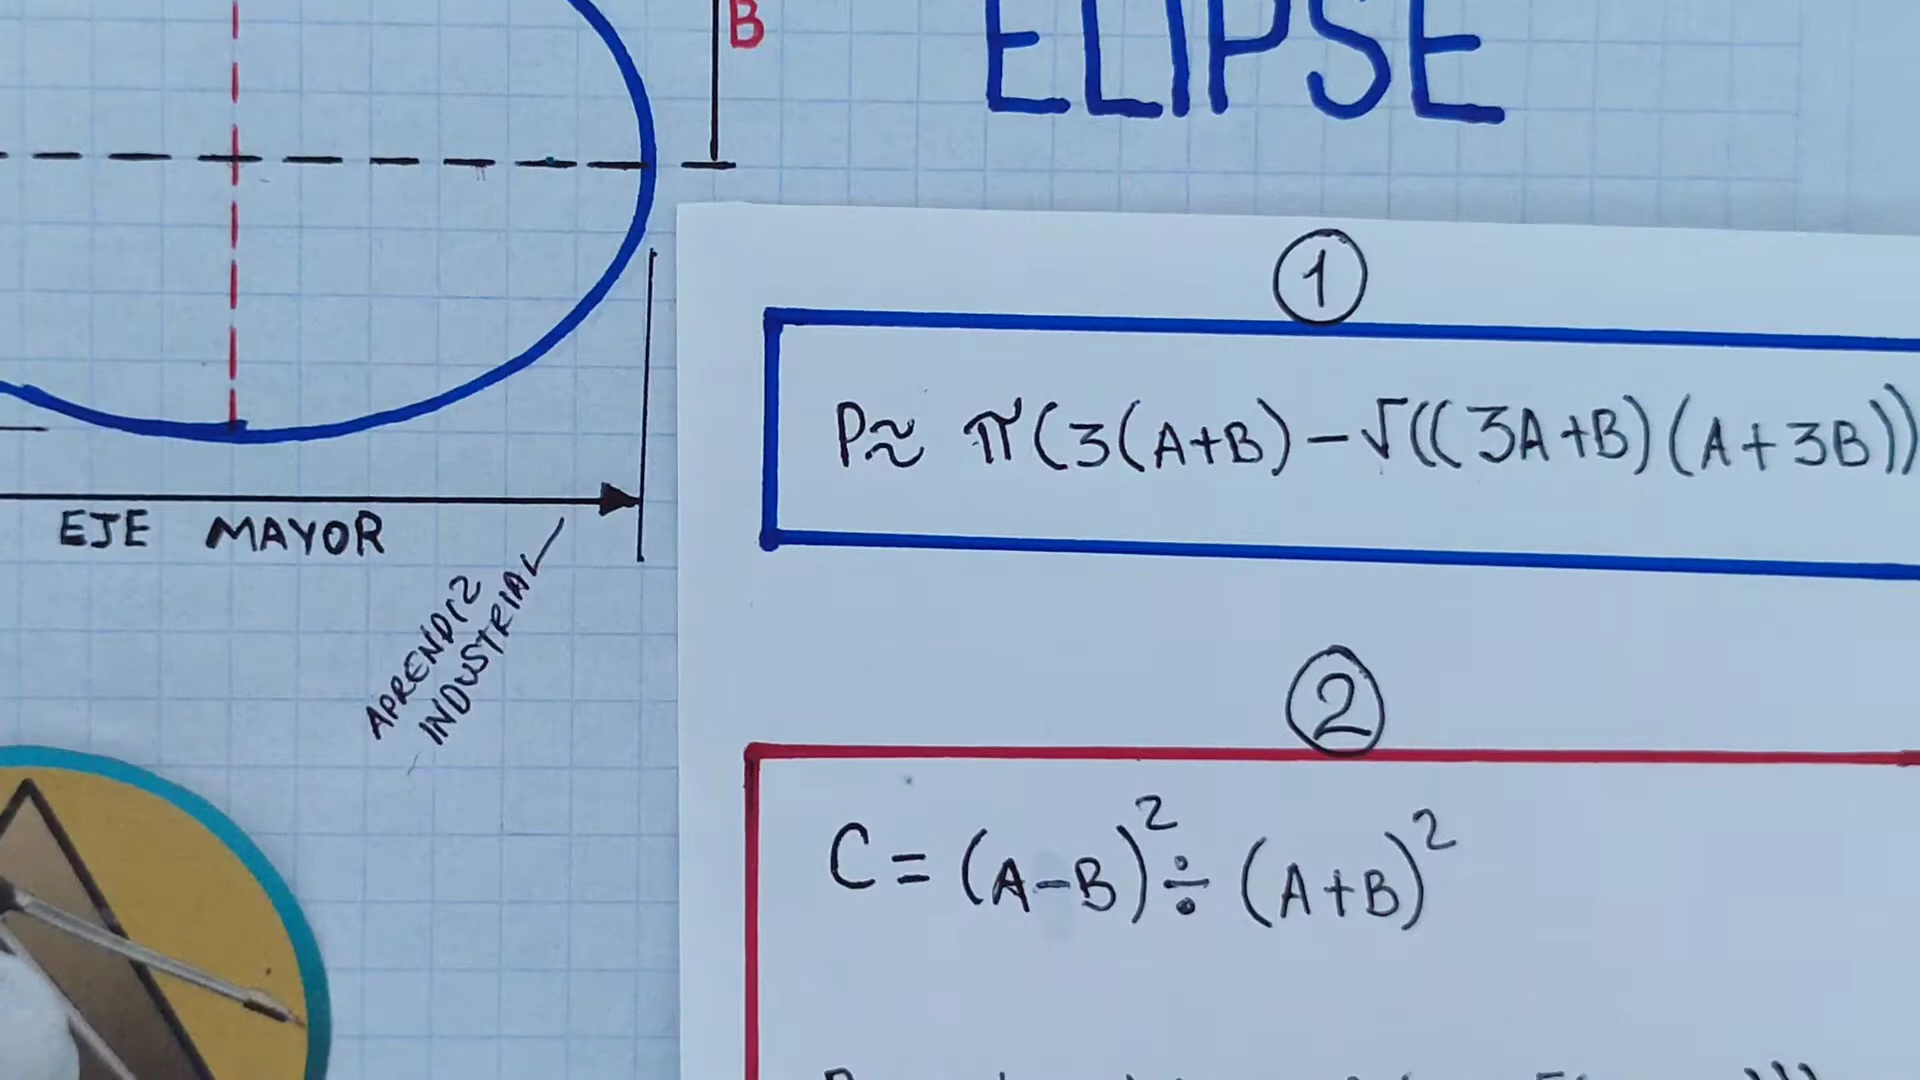 B
ELIPSE
EJE MAYOR
APRENDIZ
INDUSTRIAL
1
P≈ π(3(A+B)-√((3A+B)(A+3B))
2
C=(A-B)²÷(A+B)²